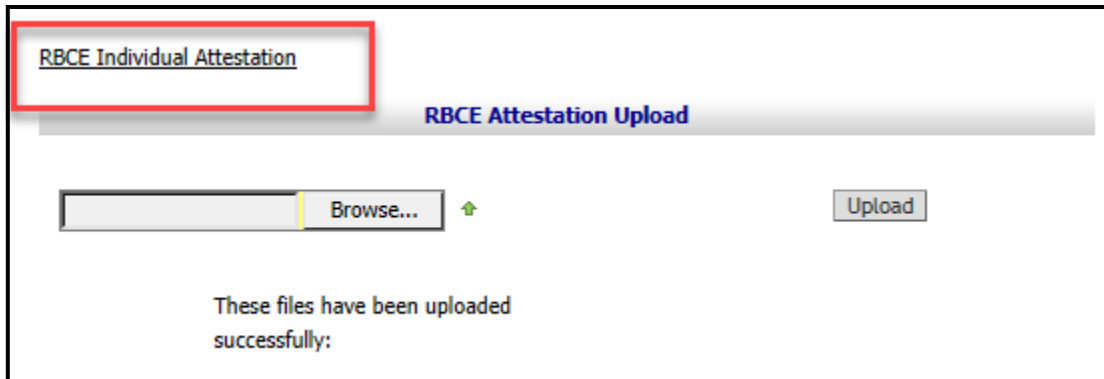 RBCE Individual Attestation
RBCE Attestation Upload
Browse...
Upload
These files have been uploaded
successfully: